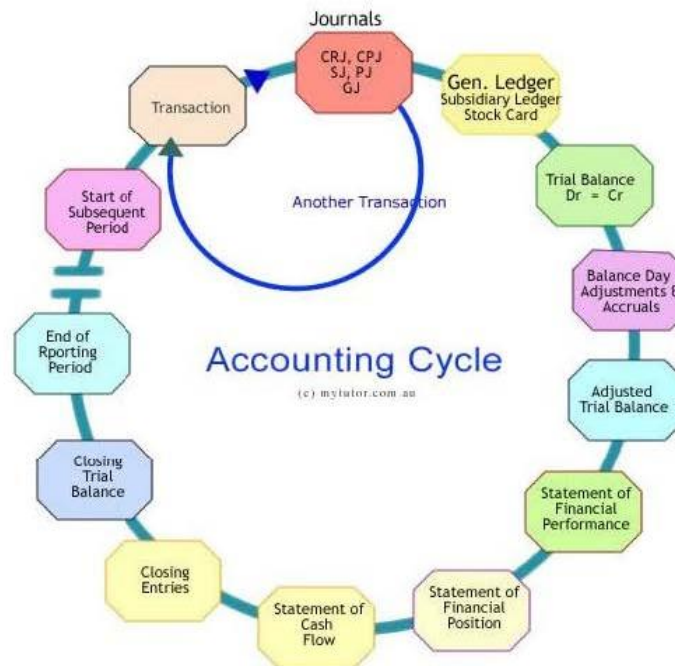 Journals
CRJ, CPJ
SJ, PJ
GJ
Gen. Ledger
Subsidiary Ledger
Stock Card
Transaction
Trial Balance
Dr = Cr
Another Transaction
Start of
Subsequent
Period
Balance Day
Adjustments &
Accruals
End of
Rporting
Period
Accounting Cycle
(c) mytutor.com.au
Adjusted
Trial Balance
Closing
Trial
Balance
Statement of
Financial
Performance
Closing
Entries
Statement of
Cash
Flow
Statement of
Financial
Position